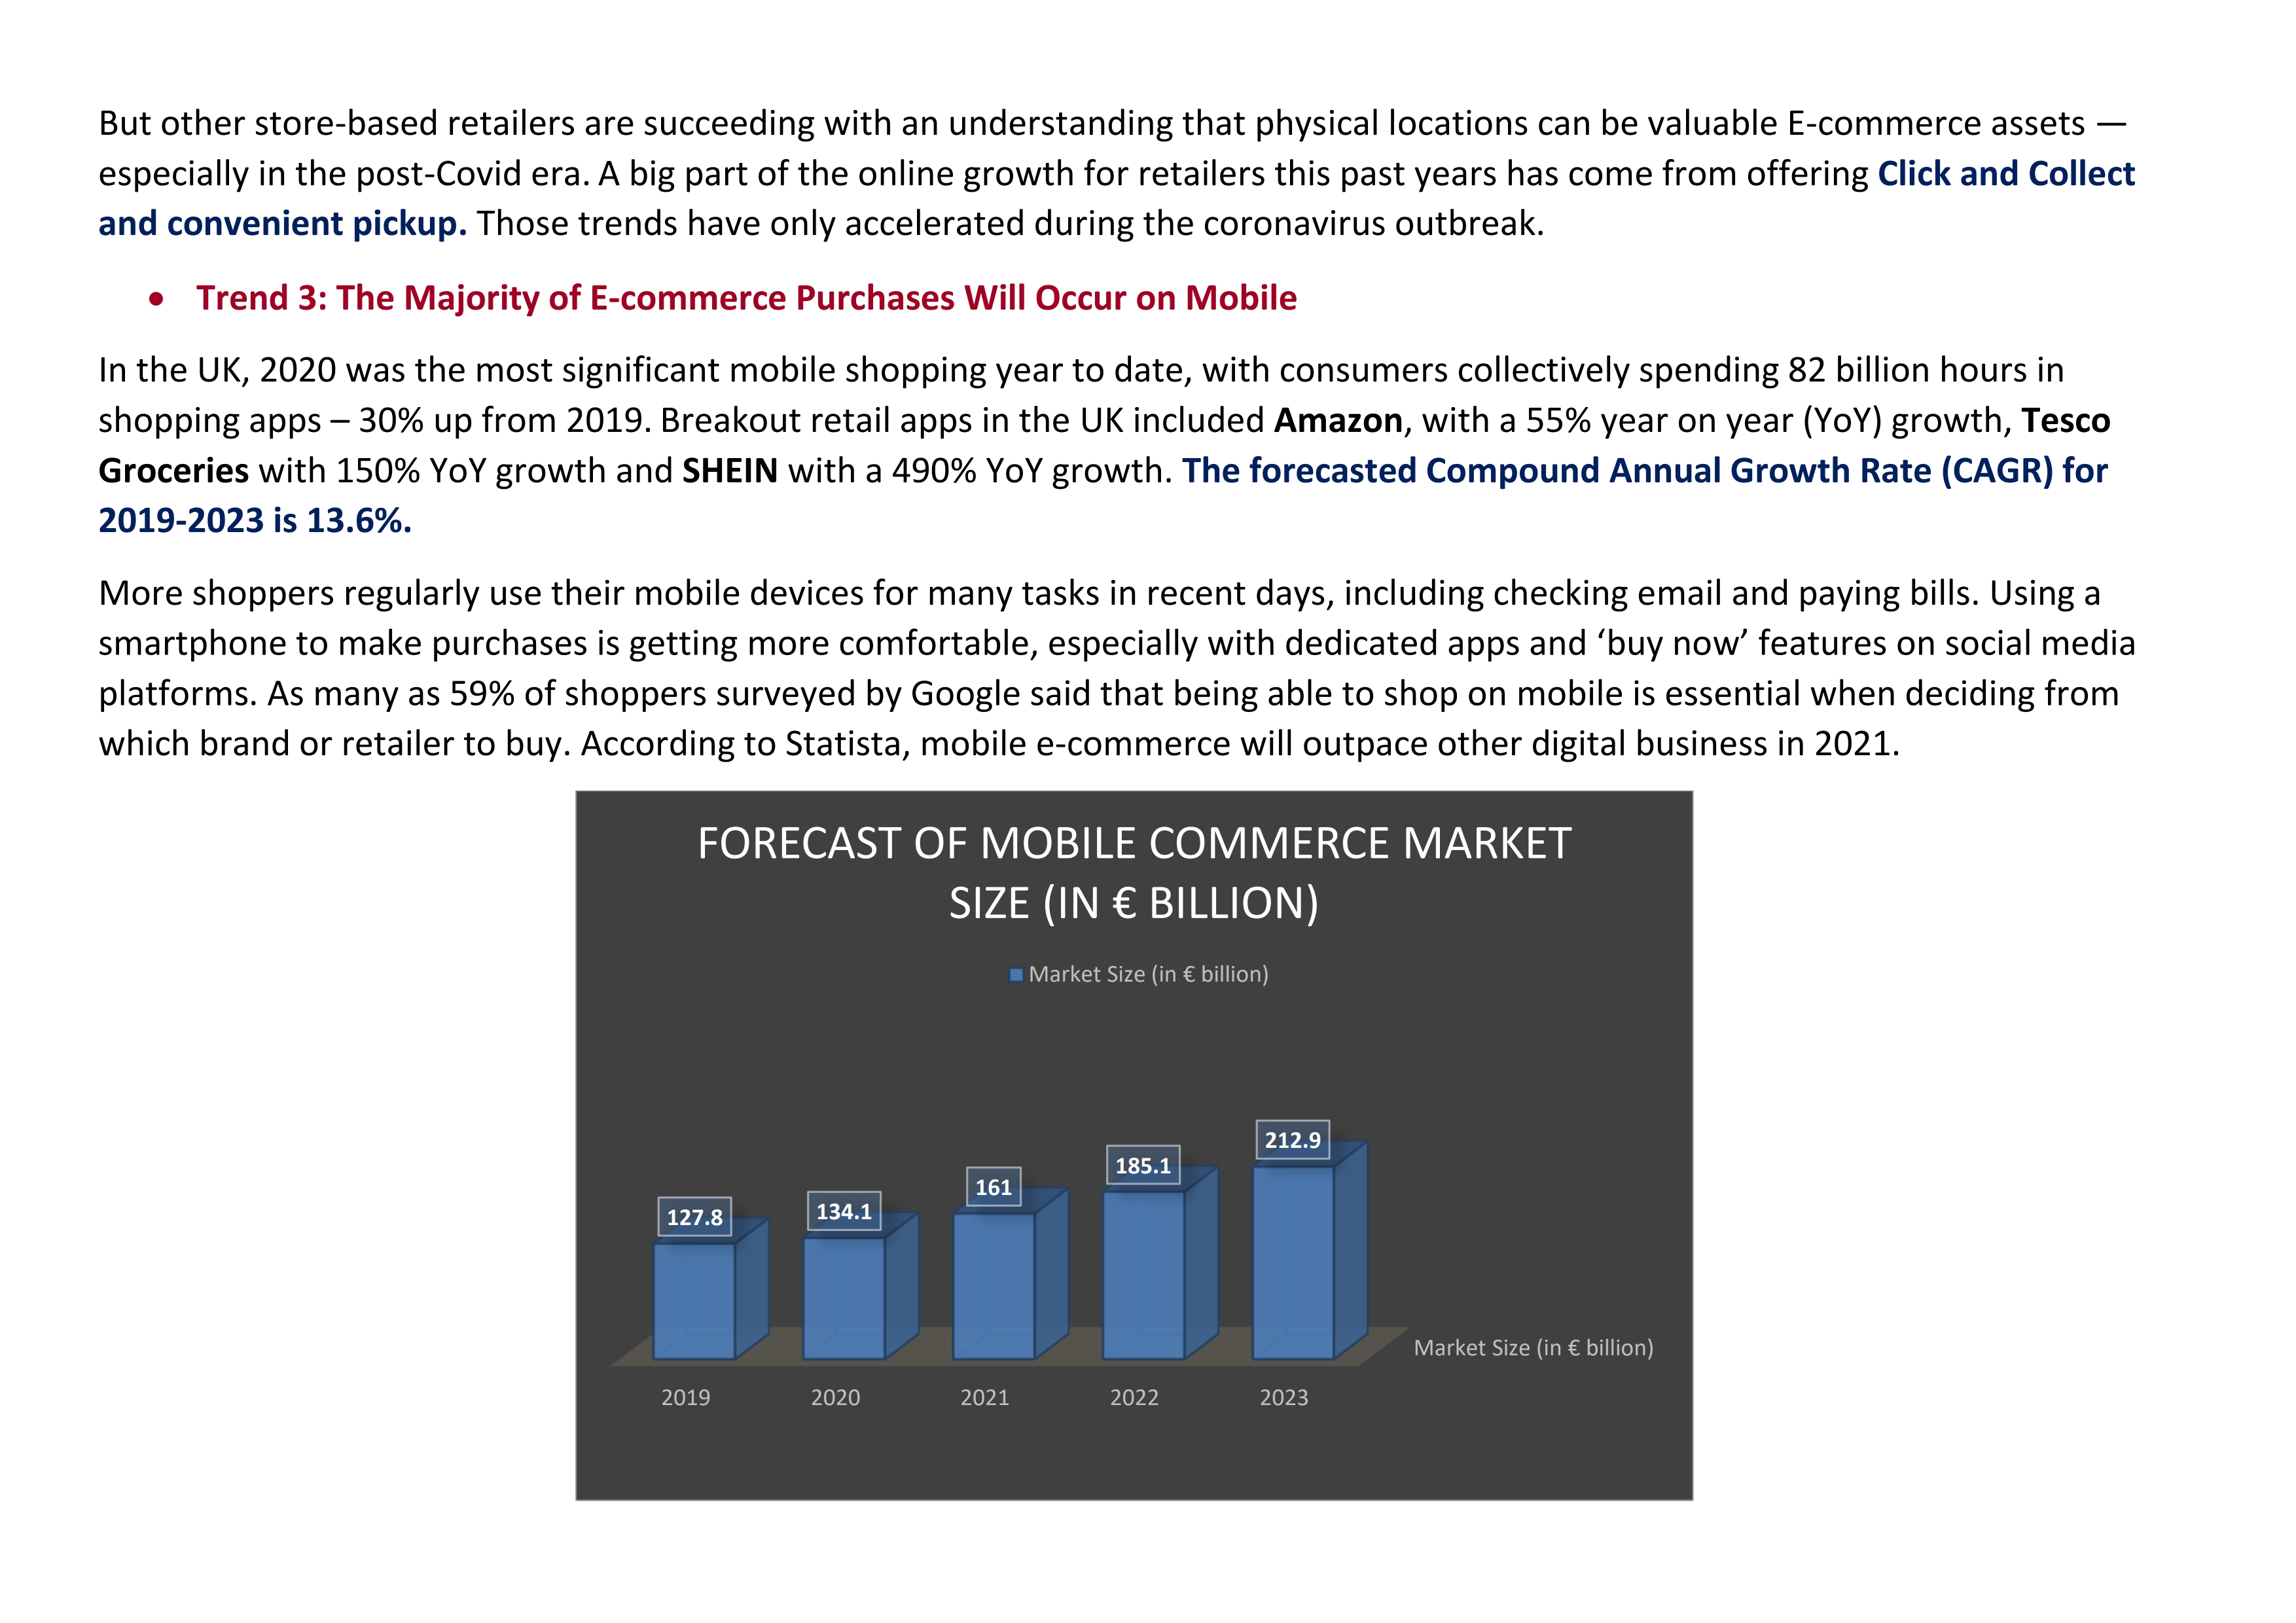 But other store-based retailers are succeeding with an understanding that physical locations can be valuable E-commerce assets —
especially in the post-Covid era. A big part of the online growth for retailers this past years has come from offering Click and Collect
and convenient pickup. Those trends have only accelerated during the coronavirus outbreak.
• Trend 3: The Majority of E-commerce Purchases Will Occur on Mobile
In the UK, 2020 was the most significant mobile shopping year to date, with consumers collectively spending 82 billion hours in
shopping apps – 30% up from 2019. Breakout retail apps in the UK included Amazon, with a 55% year on year (YoY) growth, Tesco
Groceries with 150% YoY growth and SHEIN with a 490% YoY growth. The forecasted Compound Annual Growth Rate (CAGR) for
2019-2023 is 13.6%.
More shoppers regularly use their mobile devices for many tasks in recent days, including checking email and paying bills. Using a
smartphone to make purchases is getting more comfortable, especially with dedicated apps and ‘buy now’ features on social media
platforms. As many as 59% of shoppers surveyed by Google said that being able to shop on mobile is essential when deciding from
which brand or retailer to buy. According to Statista, mobile e-commerce will outpace other digital business in 2021.
FORECAST OF MOBILE COMMERCE MARKET
SIZE (IN € BILLION)
Market Size (in € billion)
127.8 134.1 161 185.1 212.9
Market Size (in € billion)
2019 2020 2021 2022 2023